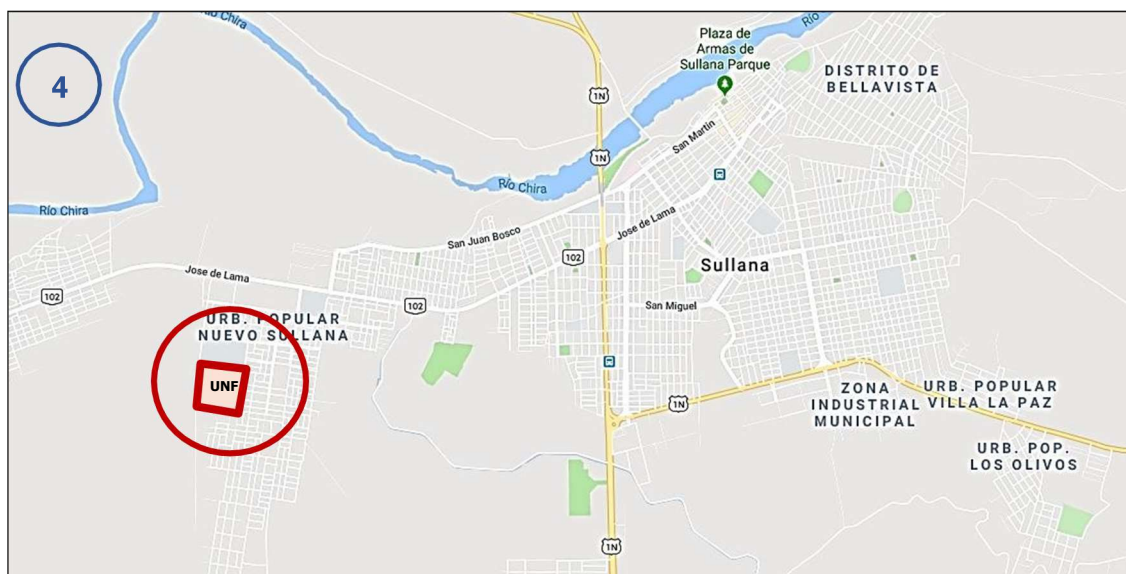 4
Río
Plaza de
Armas de
Sullana Parque
DISTRITO DE
BELLAVISTA
1N
San Martin
1N
Río Chira
Río Chira
San Juan Bosco
Jose de Lama
102
Sullana
Jose de Lama
102
102
San Miguel
URB. POPULAR
NUEVO SULLANA
UNF
1N
ZONA
INDUSTRIAL
MUNICIPAL
URB. POPULAR
VILLA LA PAZ
URB. POP.
LOS OLIVOS
1N